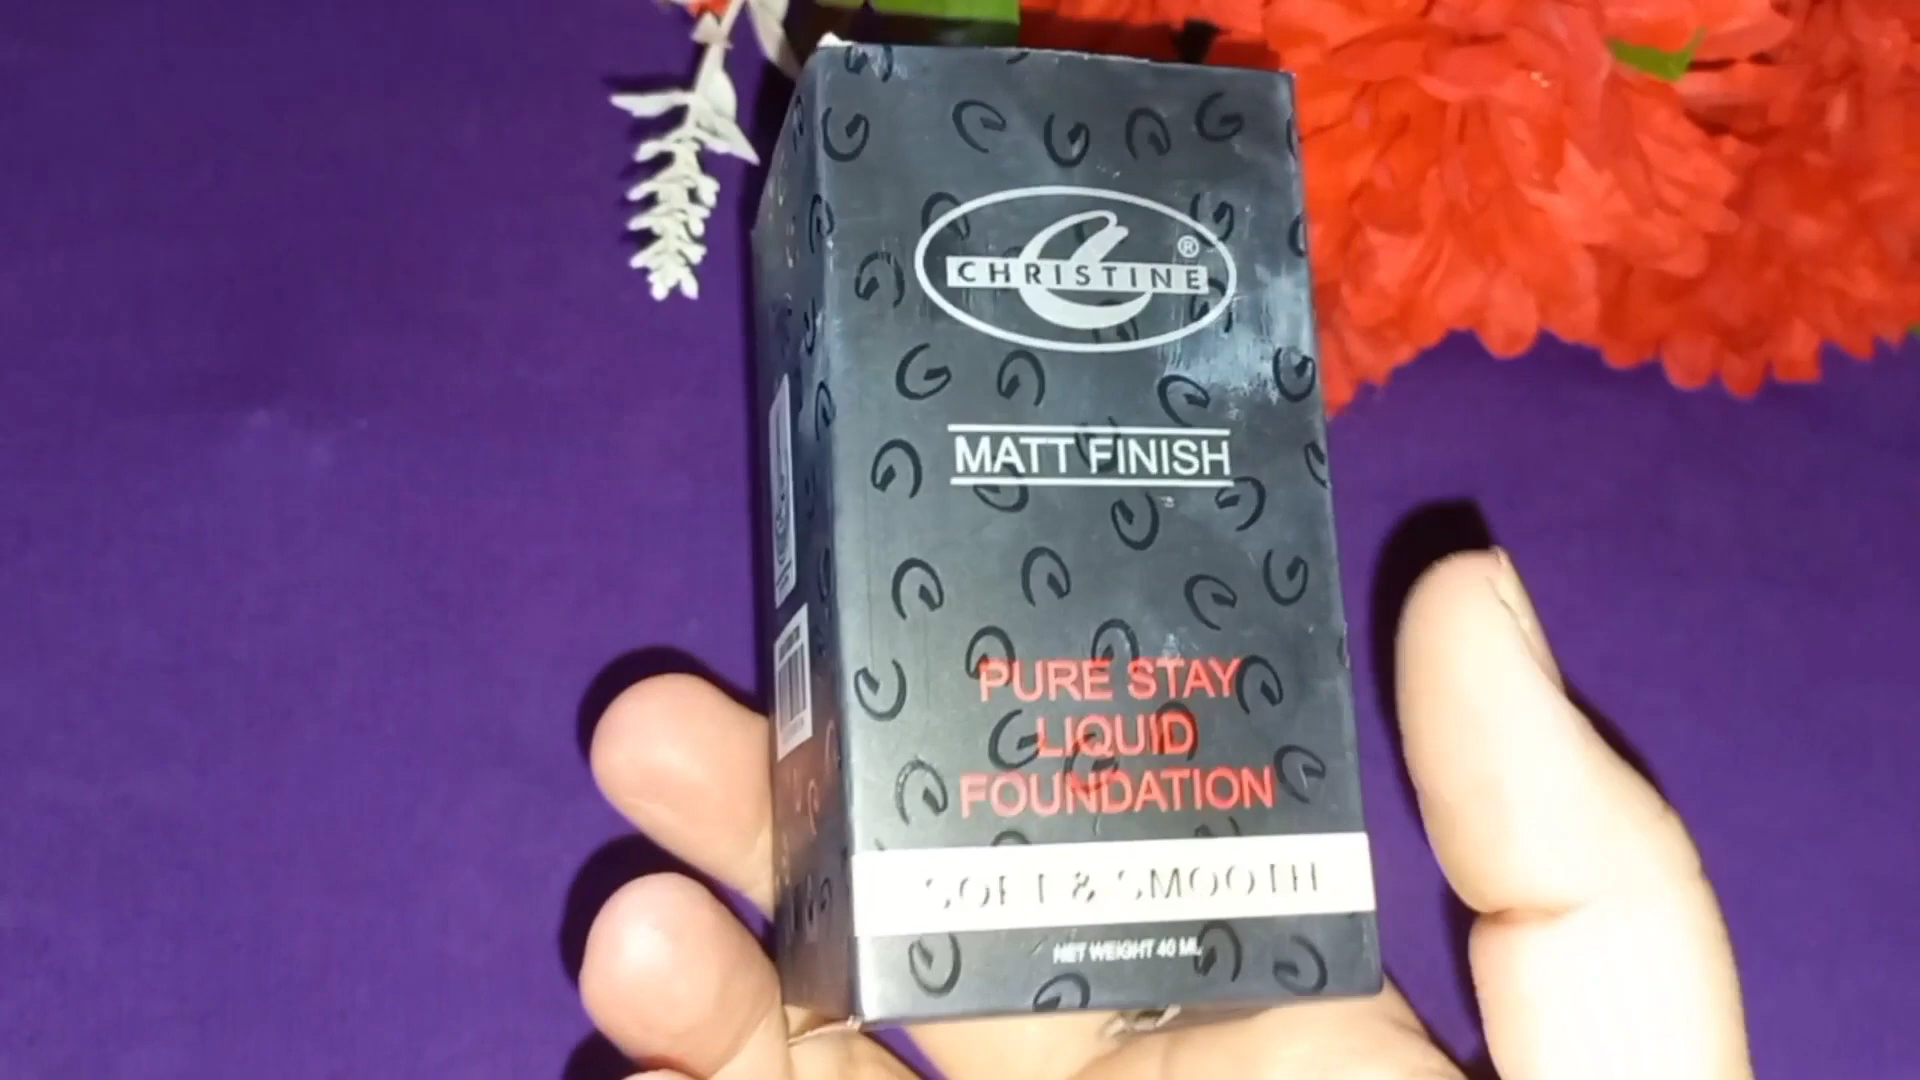 CHRISTINE ®
MATT FINISH
PURE STAY
LIQUID
FOUNDATION
SOFT & SMOOTH
NET WEIGHT 40 ML